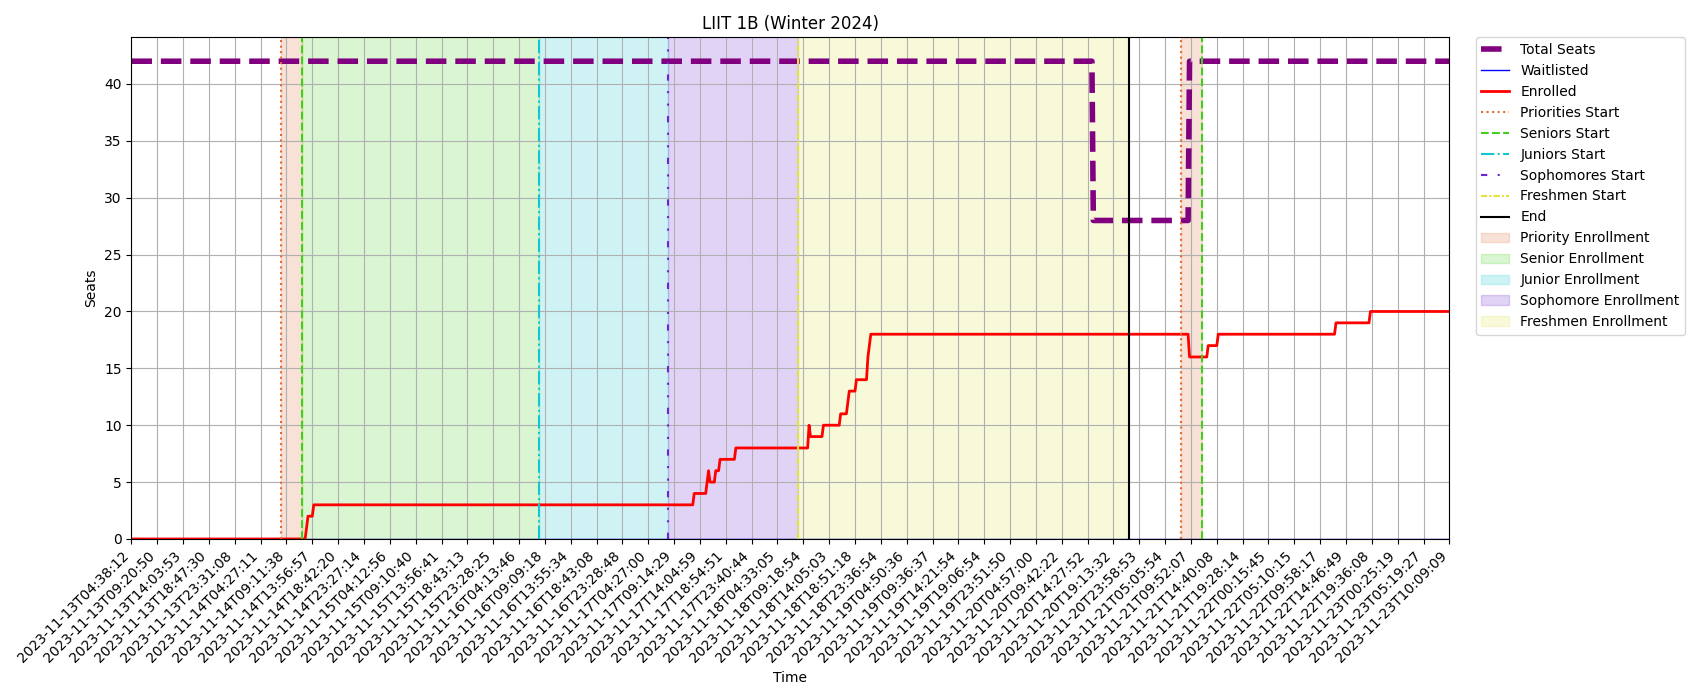 LIIT 1B (Winter 2024)
Seats
40
35
30
25
20
15
10
5
0
2023-11-13T04:38:12
2023-11-13T09:20:50
2023-11-13T14:03:53
2023-11-13T18:47:30
2023-11-13T23:31:08
2023-11-14T04:27:11
2023-11-14T09:11:38
2023-11-14T13:56:57
2023-11-14T18:42:20
2023-11-14T23:27:14
2023-11-15T04:12:56
2023-11-15T09:10:40
2023-11-15T13:56:41
2023-11-15T18:43:13
2023-11-15T23:28:25
2023-11-16T04:13:46
2023-11-16T09:09:18
2023-11-16T13:55:34
2023-11-16T18:43:08
2023-11-16T23:28:48
2023-11-17T04:27:00
2023-11-17T09:14:29
2023-11-17T14:04:59
2023-11-17T18:54:51
2023-11-17T23:40:44
2023-11-18T04:33:05
2023-11-18T09:18:54
2023-11-18T14:05:03
2023-11-18T18:51:18
2023-11-18T23:36:54
2023-11-19T04:50:36
2023-11-19T09:36:37
2023-11-19T14:21:54
2023-11-19T19:06:54
2023-11-19T23:51:50
2023-11-20T04:57:00
2023-11-20T09:42:22
2023-11-20T14:27:52
2023-11-20T19:13:32
2023-11-20T23:58:53
2023-11-21T05:05:54
2023-11-21T09:52:07
2023-11-21T14:40:08
2023-11-21T19:28:14
2023-11-22T00:15:45
2023-11-22T05:10:15
2023-11-22T09:58:17
2023-11-22T14:46:49
2023-11-22T19:36:08
2023-11-23T00:25:19
2023-11-23T05:19:27
2023-11-23T10:09:09
Time
Total Seats
Waitlisted
Enrolled
Priorities Start
Seniors Start
Juniors Start
Sophomores Start
Freshmen Start
End
Priority Enrollment
Senior Enrollment
Junior Enrollment
Sophomore Enrollment
Freshmen Enrollment